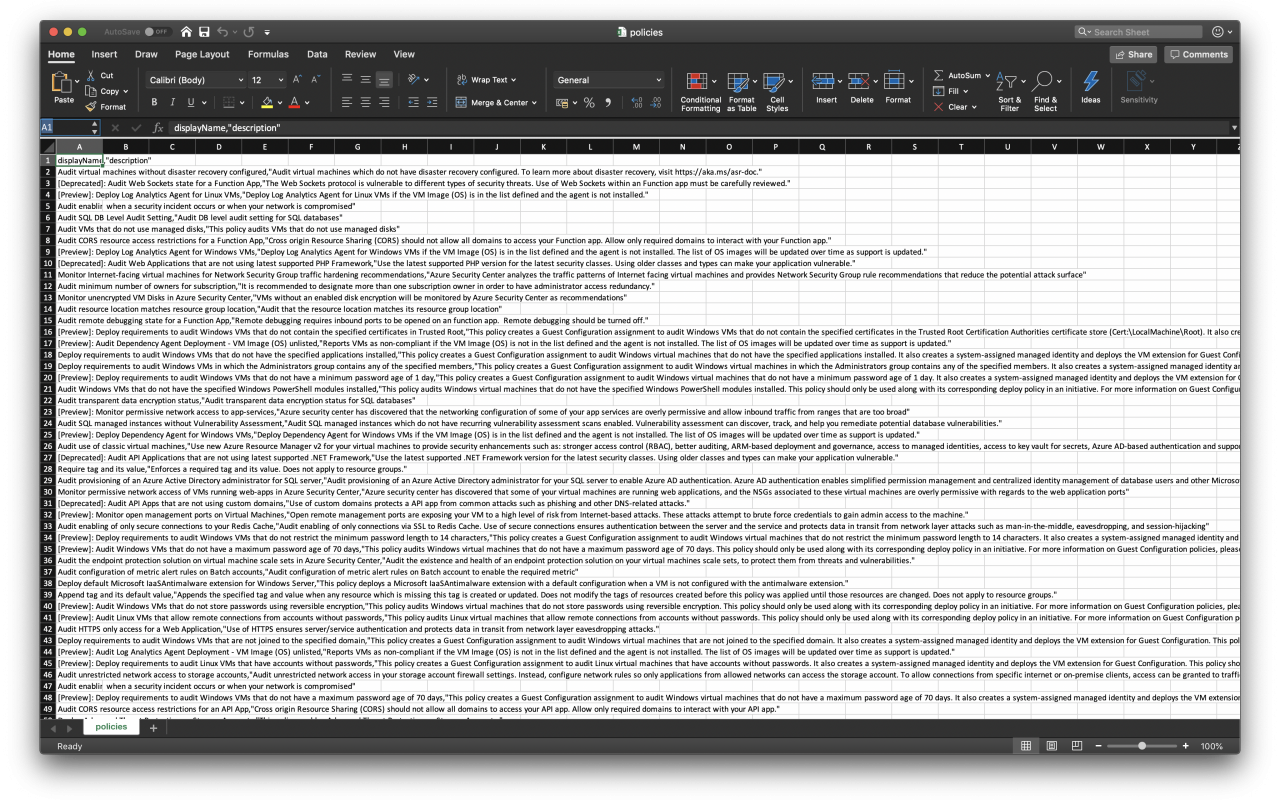 AutoSave OFF policies Search Sheet
Home Insert Draw Page Layout Formulas Data Review View Share Comments
Paste Cut Copy Format Calibri (Body) 12 Wrap Text Merge & Center General Conditional Formatting Format as Table Cell Styles Insert Delete Format AutoSum Fill Clear Sort & Filter Find & Select Ideas Sensitivity
A1 fx displayName,"description"
A B C D E F G H I J K L M N O P Q R S T U V W X Y Z
1 displayName,"description"
2 Audit virtual machines without disaster recovery configured,"Audit virtual machines which do not have disaster recovery configured. To learn more about disaster recovery, visit https://aka.ms/asr-doc."
3 [Deprecated]: Audit Web Sockets state for a Function App,"The Web Sockets protocol is vulnerable to different types of security threats. Use of Web Sockets within an Function app must be carefully reviewed."
4 [Preview]: Deploy Log Analytics Agent for Linux VMs,"Deploy Log Analytics Agent for Linux VMs if the VM Image (OS) is in the list defined and the agent is not installed."
5 Audit enablin when a security incident occurs or when your network is compromised"
6 Audit SQL DB Level Audit Setting,"Audit DB level audit setting for SQL databases"
7 Audit VMs that do not use managed disks,"This policy audits VMs that do not use managed disks"
8 Audit CORS resource access restrictions for a Function App,"Cross origin Resource Sharing (CORS) should not allow all domains to access your Function app. Allow only required domains to interact with your Function app."
9 [Preview]: Deploy Log Analytics Agent for Windows VMs,"Deploy Log Analytics Agent for Windows VMs if the VM Image (OS) is in the list defined and the agent is not installed. The list of OS images will be updated over time as support is updated."
10 [Deprecated]: Audit Web Applications that are not using latest supported PHP Framework,"Use the latest supported PHP version for the latest security classes. Using older classes and types can make your application vulnerable."
11 Monitor Internet-facing virtual machines for Network Security Group traffic hardening recommendations,"Azure Security Center analyzes the traffic patterns of Internet facing virtual machines and provides Network Security Group rule recommendations that reduce the potential attack surface"
12 Audit minimum number of owners for subscription,"It is recommended to designate more than one subscription owner in order to have administrator access redundancy."
13 Monitor unencrypted VM Disks in Azure Security Center,"VMs without an enabled disk encryption will be monitored by Azure Security Center as recommendations"
14 Audit resource location matches resource group location,"Audit that the resource location matches its resource group location"
15 Audit remote debugging state for a Function App,"Remote debugging requires inbound ports to be opened on an function app. Remote debugging should be turned off."
16 [Preview]: Deploy requirements to audit Windows VMs that do not contain the specified certificates in Trusted Root,"This policy creates a Guest Configuration assignment to audit Windows VMs that do not contain the specified certificates in the Trusted Root Certification Authorities certificate store (Cert:\LocalMachine\Root). It also cre
17 [Preview]: Audit Dependency Agent Deployment - VM Image (OS) unlisted,"Reports VMs as non-compliant if the VM Image (OS) is not in the list defined and the agent is not installed. The list of OS images will be updated over time as support is updated."
18 Deploy requirements to audit Windows VMs that do not have the specified applications installed,"This policy creates a Guest Configuration assignment to audit Windows virtual machines that do not have the specified applications installed. It also creates a system-assigned managed identity and deploys the VM extension for Guest Confi
19 Deploy requirements to audit Windows VMs in which the Administrators group contains any of the specified members,"This policy creates a Guest Configuration assignment to audit Windows virtual machines in which the Administrators group contains any of the specified members. It also creates a system-assigned managed identity ar
20 [Preview]: Deploy requirements to audit Windows VMs that do not have a minimum password age of 1 day,"This policy creates a Guest Configuration assignment to audit Windows virtual machines that do not have a minimum password age of 1 day. It also creates a system-assigned managed identity and deploys the VM extension for G
21 Audit Windows VMs that do not have the specified Windows PowerShell modules installed,"This policy audits Windows virtual machines that do not have the specified Windows PowerShell modules installed. This policy should only be used along with its corresponding deploy policy in an initiative. For more information on Guest Configur
22 Audit transparent data encryption status,"Audit transparent data encryption status for SQL databases"
23 [Preview]: Monitor permissive network access to app-services,"Azure security center has discovered that the networking configuration of some of your app services are overly permissive and allow inbound traffic from ranges that are too broad"
24 Audit SQL managed instances without Vulnerability Assessment,"Audit SQL managed instances which do not have recurring vulnerability assessment scans enabled. Vulnerability assessment can discover, track, and help you remediate potential database vulnerabilities."
25 [Preview]: Deploy Dependency Agent for Windows VMs,"Deploy Dependency Agent for Windows VMs if the VM Image (OS) is in the list defined and the agent is not installed. The list of OS images will be updated over time as support is updated."
26 Audit use of classic virtual machines,"Use new Azure Resource Manager v2 for your virtual machines to provide security enhancements such as: stronger access control (RBAC), better auditing, ARM-based deployment and governance, access to managed identities, access to key vault for secrets, Azure AD-based authentication and suppo
27 [Deprecated]: Audit API Applications that are not using latest supported .NET Framework,"Use the latest supported .NET Framework version for the latest security classes. Using older classes and types can make your application vulnerable."
28 Require tag and its value,"Enforces a required tag and its value. Does not apply to resource groups."
29 Audit provisioning of an Azure Active Directory administrator for SQL server,"Audit provisioning of an Azure Active Directory administrator for your SQL server to enable Azure AD authentication. Azure AD authentication enables simplified permission management and centralized identity management of database users and other Microso
30 Monitor permissive network access of VMs running web-apps in Azure Security Center,"Azure security center has discovered that some of your virtual machines are running web applications, and the NSGs associated to these virtual machines are overly permissive with regards to the web application ports"
31 [Deprecated]: Audit API Apps that are not using custom domains,"Use of custom domains protects a API app from common attacks such as phishing and other DNS-related attacks."
32 [Preview]: Monitor open management ports on Virtual Machines,"Open remote management ports are exposing your VM to a high level of risk from Internet-based attacks. These attacks attempt to brute force credentials to gain admin access to the machine."
33 Audit enabling of only secure connections to your Redis Cache,"Audit enabling of only connections via SSL to Redis Cache. Use of secure connections ensures authentication between the server and the service and protects data in transit from network layer attacks such as man-in-the-middle, eavesdropping, and session-hijacking"
34 [Preview]: Deploy requirements to audit Windows VMs that do not restrict the minimum password length to 14 characters,"This policy creates a Guest Configuration assignment to audit Windows virtual machines that do not restrict the minimum password length to 14 characters. It also creates a system-assigned managed identity and
35 [Preview]: Audit Windows VMs that do not have a maximum password age of 70 days,"This policy audits Windows virtual machines that do not have a maximum password age of 70 days. This policy should only be used along with its corresponding deploy policy in an initiative. For more information on Guest Configuration policies, please
36 Audit the endpoint protection solution on virtual machine scale sets in Azure Security Center,"Audit the existence and health of an endpoint protection solution on your virtual machines scale sets, to protect them from threats and vulnerabilities."
37 Audit configuration of metric alert rules on Batch accounts,"Audit configuration of metric alert rules on Batch account to enable the required metric"
38 Deploy default Microsoft IaaSAntimalware extension for Windows Server,"This policy deploys a Microsoft IaaSAntimalware extension with a default configuration when a VM is not configured with the antimalware extension."
39 Append tag and its default value,"Appends the specified tag and value when any resource which is missing this tag is created or updated. Does not modify the tags of resources created before this policy was applied until those resources are changed. Does not apply to resource groups."
40 [Preview]: Audit Windows VMs that do not store passwords using reversible encryption,"This policy audits Windows virtual machines that do not store passwords using reversible encryption. This policy should only be used along with its corresponding deploy policy in an initiative. For more information on Guest Configuration policies, plea
41 [Preview]: Audit Linux VMs that allow remote connections from accounts without passwords,"This policy audits Linux virtual machines that allow remote connections from accounts without passwords. This policy should only be used along with its corresponding deploy policy in an initiative. For more information on Guest Configuration p
42 Audit HTTPS only access for a Web Application,"Use of HTTPS ensures server/service authentication and protects data in transit from network layer eavesdropping attacks."
43 Deploy requirements to audit Windows VMs that are not joined to the specified domain,"This policy creates a Guest Configuration assignment to audit Windows virtual machines that are not joined to the specified domain. It also creates a system-assigned managed identity and deploys the VM extension for Guest Configuration. This pol
44 [Preview]: Audit Log Analytics Agent Deployment - VM Image (OS) unlisted,"Reports VMs as non-compliant if the VM Image (OS) is not in the list defined and the agent is not installed. The list of OS images will be updated over time as support is updated."
45 [Preview]: Deploy requirements to audit Linux VMs that have accounts without passwords,"This policy creates a Guest Configuration assignment to audit Linux virtual machines that have accounts without passwords. It also creates a system-assigned managed identity and deploys the VM extension for Guest Configuration. This policy sho
46 Audit unrestricted network access to storage accounts,"Audit unrestricted network access in your storage account firewall settings. Instead, configure network rules so only applications from allowed networks can access the storage account. To allow connections from specific internet or on-premise clients, access can be granted to traffi
47 Audit enablin when a security incident occurs or when your network is compromised"
48 [Preview]: Deploy requirements to audit Windows VMs that do not have a maximum password age of 70 days,"This policy creates a Guest Configuration assignment to audit Windows virtual machines that do not have a maximum password age of 70 days. It also creates a system-assigned managed identity and deploys the VM extension
49 Audit CORS resource access restrictions for an API App,"Cross origin Resource Sharing (CORS) should not allow all domains to access your API app. Allow only required domains to interact with your API app."
policies
Ready 100%